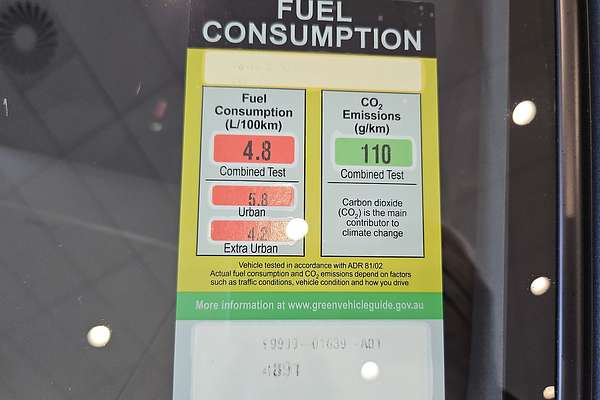 FUEL
CONSUMPTION
Fuel
Consumption
(L/100km)
4.8
Combined Test
5.8
Urban
4.2
Extra Urban
CO2
Emissions
(g/km)
110
Combined Test
Carbon dioxide
(CO2) is the main
contributor to
climate change
Vehicle tested in accordance with ADR 81/02
Actual fuel consumption and CO2 emissions depend on factors
such as traffic conditions, vehicle condition and how you drive
More information at www.greenvehicleguide.gov.au